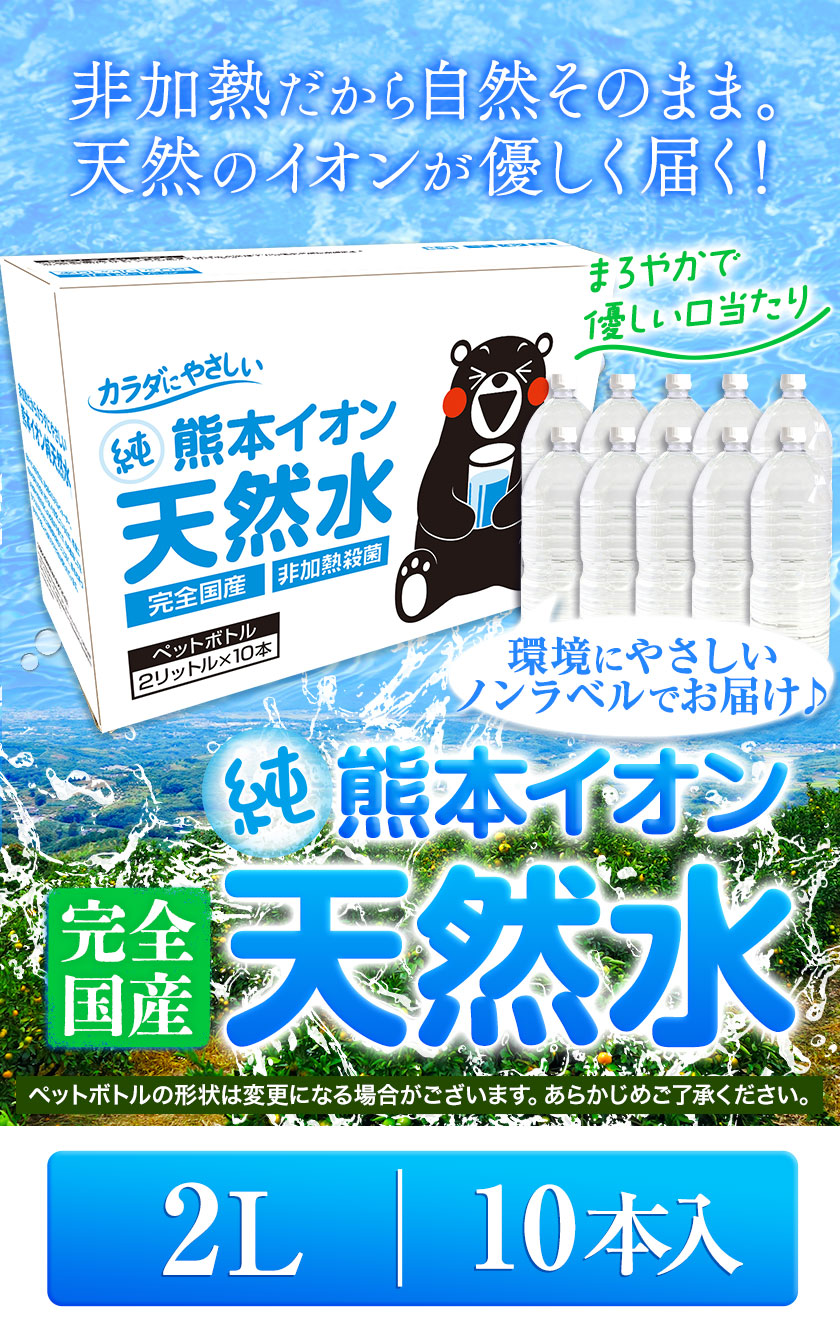 非加熱だから自然そのまま。
天然のイオンが優しく届く!
まろやかで
優しい口当たり
カラダにやさしい
純 熊本イオン
天然水
完全国産 非加熱殺菌
ペットボトル
2リットル×10本
環境にやさしい
ノンラベルでお届け♪
純 熊本イオン
天然水
完全
国産
ペットボトルの形状は変更になる場合がございます。あらかじめご了承ください。
2L 10本入